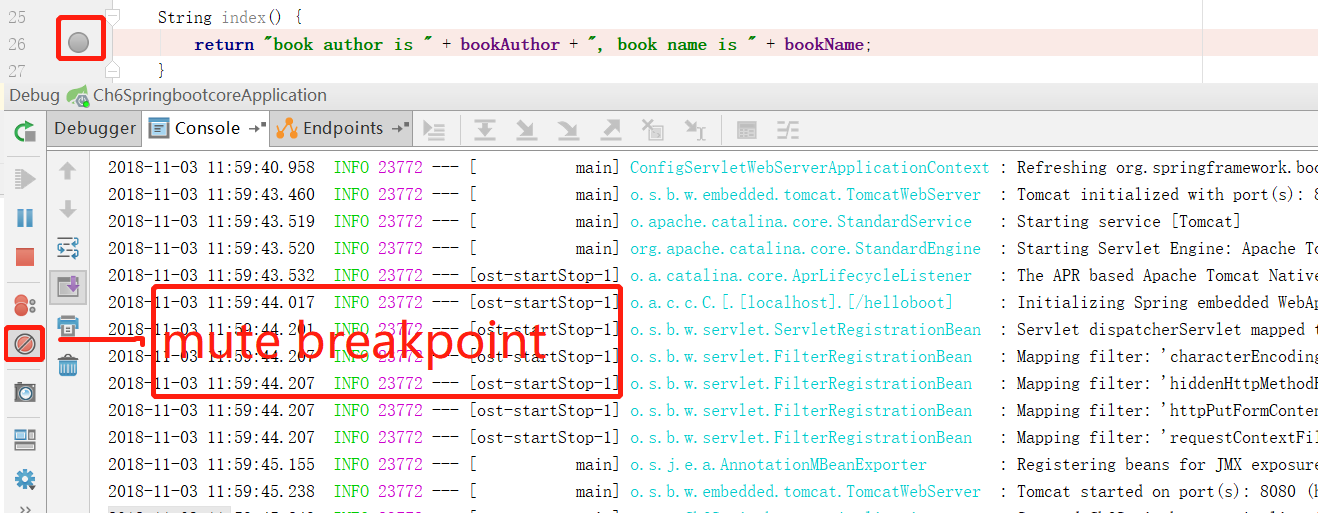 25 String index() {
26 return "book author is " + bookAuthor + ", book name is " + bookName;
27 }
Debug Ch6SpringbootcoreApplication
Debugger Console Endpoints
2018-11-03 11:59:40.958 INFO 23772 --- [ main] ConfigServletWebServerApplicationContext : Refreshing org.springframework.boo
2018-11-03 11:59:43.460 INFO 23772 --- [ main] o.s.b.w.embedded.tomcat.TomcatWebServer : Tomcat initialized with port(s): 8
2018-11-03 11:59:43.519 INFO 23772 --- [ main] o.apache.catalina.core.StandardService : Starting service [Tomcat]
2018-11-03 11:59:43.520 INFO 23772 --- [ main] org.apache.catalina.core.StandardEngine : Starting Servlet Engine: Apache To
2018-11-03 11:59:43.532 INFO 23772 --- [ost-startStop-1] o.a.catalina.core.AprLifecycleListener : The APR based Apache Tomcat Native
2018-11-03 11:59:44.017 INFO 23772 --- [ost-startStop-1] o.a.c.c.C.[.[localhost].[/helloboot] : Initializing Spring embedded WebAp
2018-11-03 11:59:44.201 INFO 23772 --- [ost-startStop-1] o.s.b.w.servlet.ServletRegistrationBean : Servlet dispatcherServlet mapped t
mute breakpoint
2018-11-03 11:59:44.207 INFO 23772 --- [ost-startStop-1] o.s.b.w.servlet.FilterRegistrationBean : Mapping filter: 'characterEncoding
2018-11-03 11:59:44.207 INFO 23772 --- [ost-startStop-1] o.s.b.w.servlet.FilterRegistrationBean : Mapping filter: 'hiddenHttpMethodF
2018-11-03 11:59:44.207 INFO 23772 --- [ost-startStop-1] o.s.b.w.servlet.FilterRegistrationBean : Mapping filter: 'httpPutFormConten
2018-11-03 11:59:44.207 INFO 23772 --- [ost-startStop-1] o.s.b.w.servlet.FilterRegistrationBean : Mapping filter: 'requestContextFil
2018-11-03 11:59:45.155 INFO 23772 --- [ main] o.s.j.e.a.AnnotationMBeanExporter : Registering beans for JMX exposure
2018-11-03 11:59:45.238 INFO 23772 --- [ main] o.s.b.w.embedded.tomcat.TomcatWebServer : Tomcat started on port(s): 8080 (h